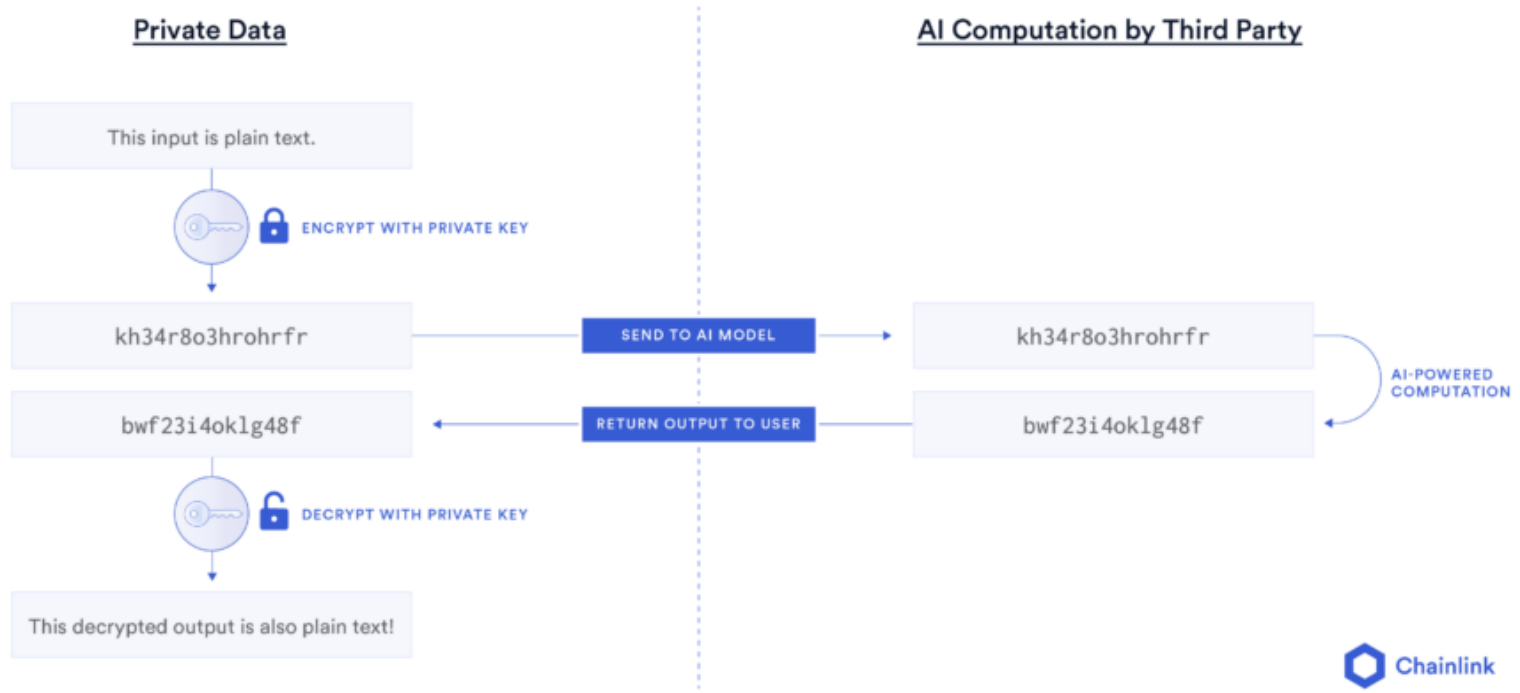 Private Data
AI Computation by Third Party
This input is plain text.
ENCRYPT WITH PRIVATE KEY
kh34r8o3hrohrfr
SEND TO AI MODEL
kh34r8o3hrohrfr
AI-POWERED
COMPUTATION
bwf23i4oklg48f
RETURN OUTPUT TO USER
bwf23i4oklg48f
DECRYPT WITH PRIVATE KEY
This decrypted output is also plain text!
Chainlink